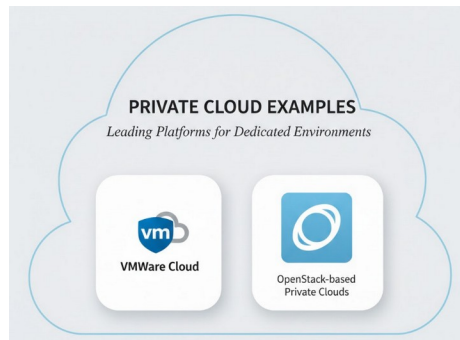 PRIVATE CLOUD EXAMPLES
Leading Platforms for Dedicated Environments
vm
VMWare Cloud
OpenStack-based
Private Clouds